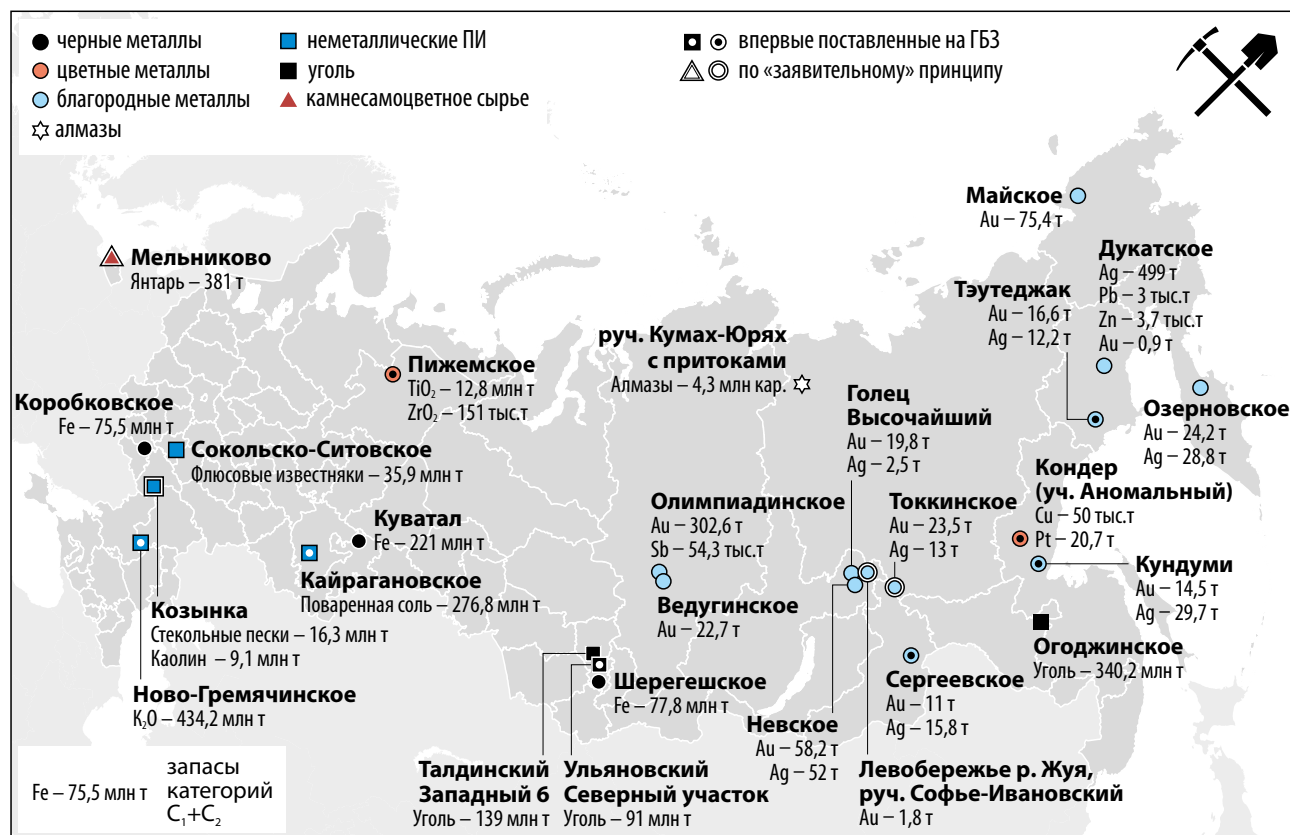 черные металлы
цветные металлы
благородные металлы
алмазы
неметаллические ПИ
уголь
камнесамоцветное сырье
впервые поставленные на ГБЗ
по «заявительному» принципу
Мельниково
Янтарь – 381 т
Майское
Au – 75,4т
Дукатское
Ag – 499 т
Pb – 3 тыс.т
Zn – 3,7 тыс.т
Au – 0,9 т
Тэутеджак
Au – 16,6 т
Ag – 12,2 т
руч. Кумах-Юрях
с притоками
Алмазы – 4,3 млн кар.
Пижемское
TiO₂ – 12,8 млн т
ZrO₂ – 151 тыс.т
Коробковское
Fe – 75,5 млн т
Голец
Высочайший
Au – 19,8 т
Ag – 2,5 т
Озерновское
Au – 24,2 т
Ag – 28,8 т
Сокольско-Ситовское
Флюсовые известняки – 35,9 млн т
Кондер
(уч. Аномальный)
Cu – 50 тыс.т
Pt – 20,7 т
Олимпиадинское
Au – 302,6 т
Sb – 54,3 тыс.т
Токкинское
Au – 23,5 т
Ag – 13 т
Куватал
Fe – 221 млн т
Кундуми
Au – 14,5 т
Ag – 29,7 т
Кайрагановское
Поваренная соль – 276,8 млн т
Ведугинское
Au – 22,7 т
Козынка
Стекольные пески – 16,3 млн т
Каолин – 9,1 млн т
Огоджинское
Уголь – 340,2 млн т
Ново-Гремячинское
K₂O – 434,2 млн т
Шерегешское
Fe – 77,8 млн т
Сергеевское
Au – 11 т
Ag – 15,8 т
Невское
Au – 58,2 т
Ag – 52 т
Талдинский
Западный 6
Уголь – 139 млн т
Ульяновский
Северный участок
Уголь – 91 млн т
Левобережье р. Жуя,
руч. Софье-Ивановский
Au – 1,8 т
Fe – 75,5 млн т
запасы
категорий
C₁+C₂